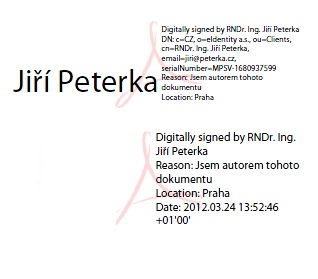 Jiří Peterka
Digitally signed by RNDr. Ing. Jiří Peterka
DN: c=CZ, o=eIdentity a.s., ou=Clients,
cn=RNDr. Ing. Jiří Peterka,
email=jiri@peterka.cz,
serialNumber=MPSV-1680937599
Reason: Jsem autorem tohoto
dokumentu
Location: Praha
Digitally signed by RNDr. Ing.
Jiří Peterka
Reason: Jsem autorem tohoto
dokumentu
Location: Praha
Date: 2012.03.24 13:52:46
+01'00'